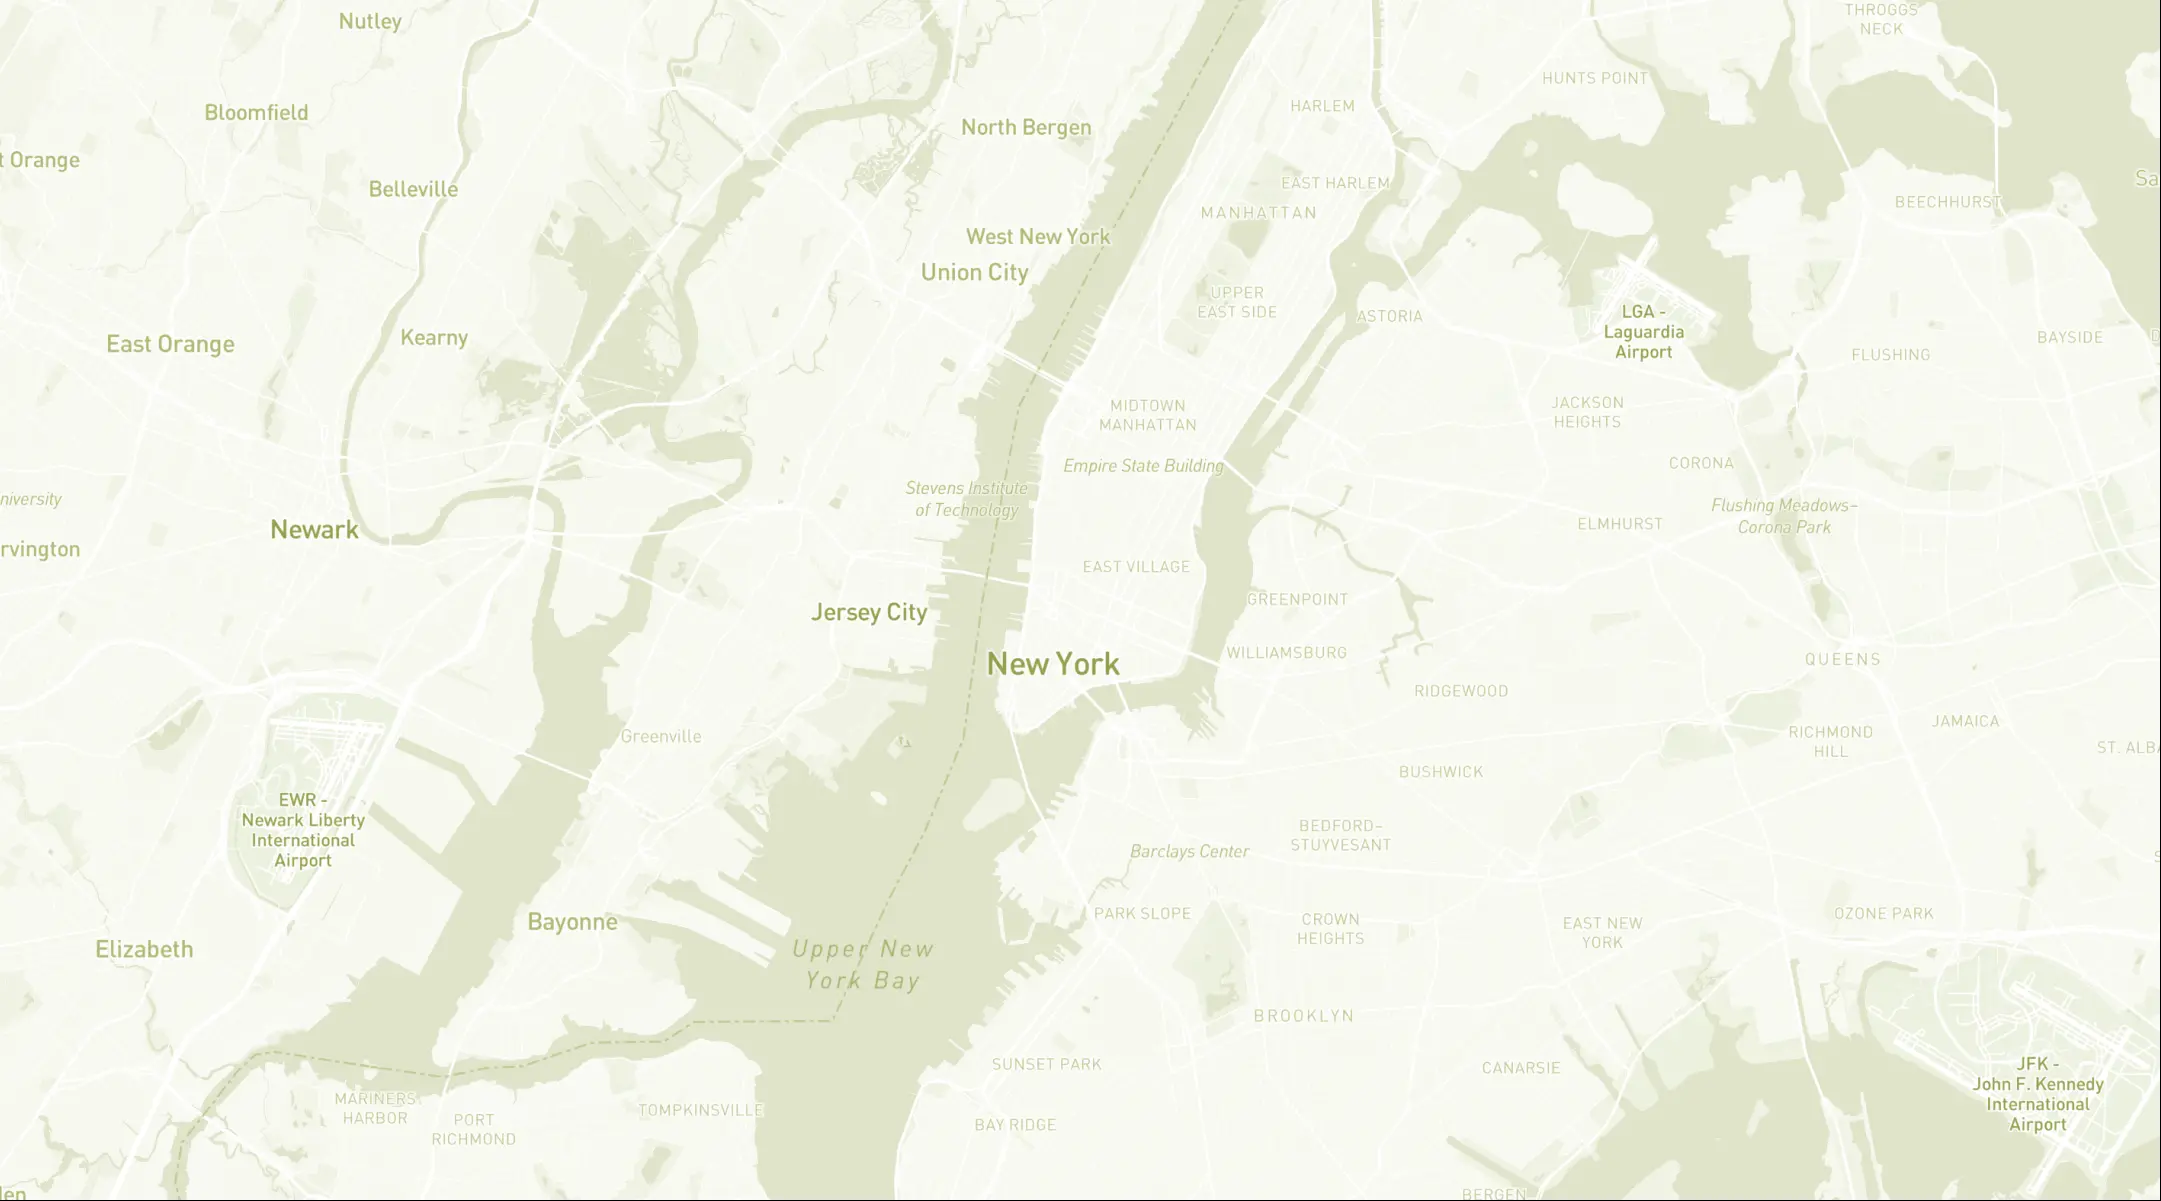 Nutley
THROGGS
NECK
HUNTS POINT
Bloomfield
HARLEM
North Bergen
t Orange
Belleville
EAST HARLEM
Sa
BEECHHURST
MANHATTAN
West New York
Union City
UPPER
EAST SIDE
ASTORIA
LGA -
Laguardia
Airport
East Orange
Kearny
BAYSIDE
FLUSHING
MIDTOWN
MANHATTAN
JACKSON
HEIGHTS
Empire State Building
CORONA
Stevens Institute
of Technology
niversity
Flushing Meadows–
Corona Park
Newark
ELMHURST
rvington
EAST VILLAGE
GREENPOINT
Jersey City
WILLIAMSBURG
New York
QUEENS
RIDGEWOOD
JAMAICA
Greenville
RICHMOND
HILL
ST. ALBA
BUSHWICK
EWR -
Newark Liberty
International
Airport
BEDFORD–
STUYVESANT
Barclays Center
Bayonne
PARK SLOPE
CROWN
HEIGHTS
EAST NEW
YORK
OZONE PARK
Elizabeth
Upper New
York Bay
BROOKLYN
SUNSET PARK
CANARSIE
JFK -
John F. Kennedy
International
Airport
MARINERS
HARBOR
PORT
RICHMOND
TOMPKINSVILLE
BAY RIDGE
len
BERGEN